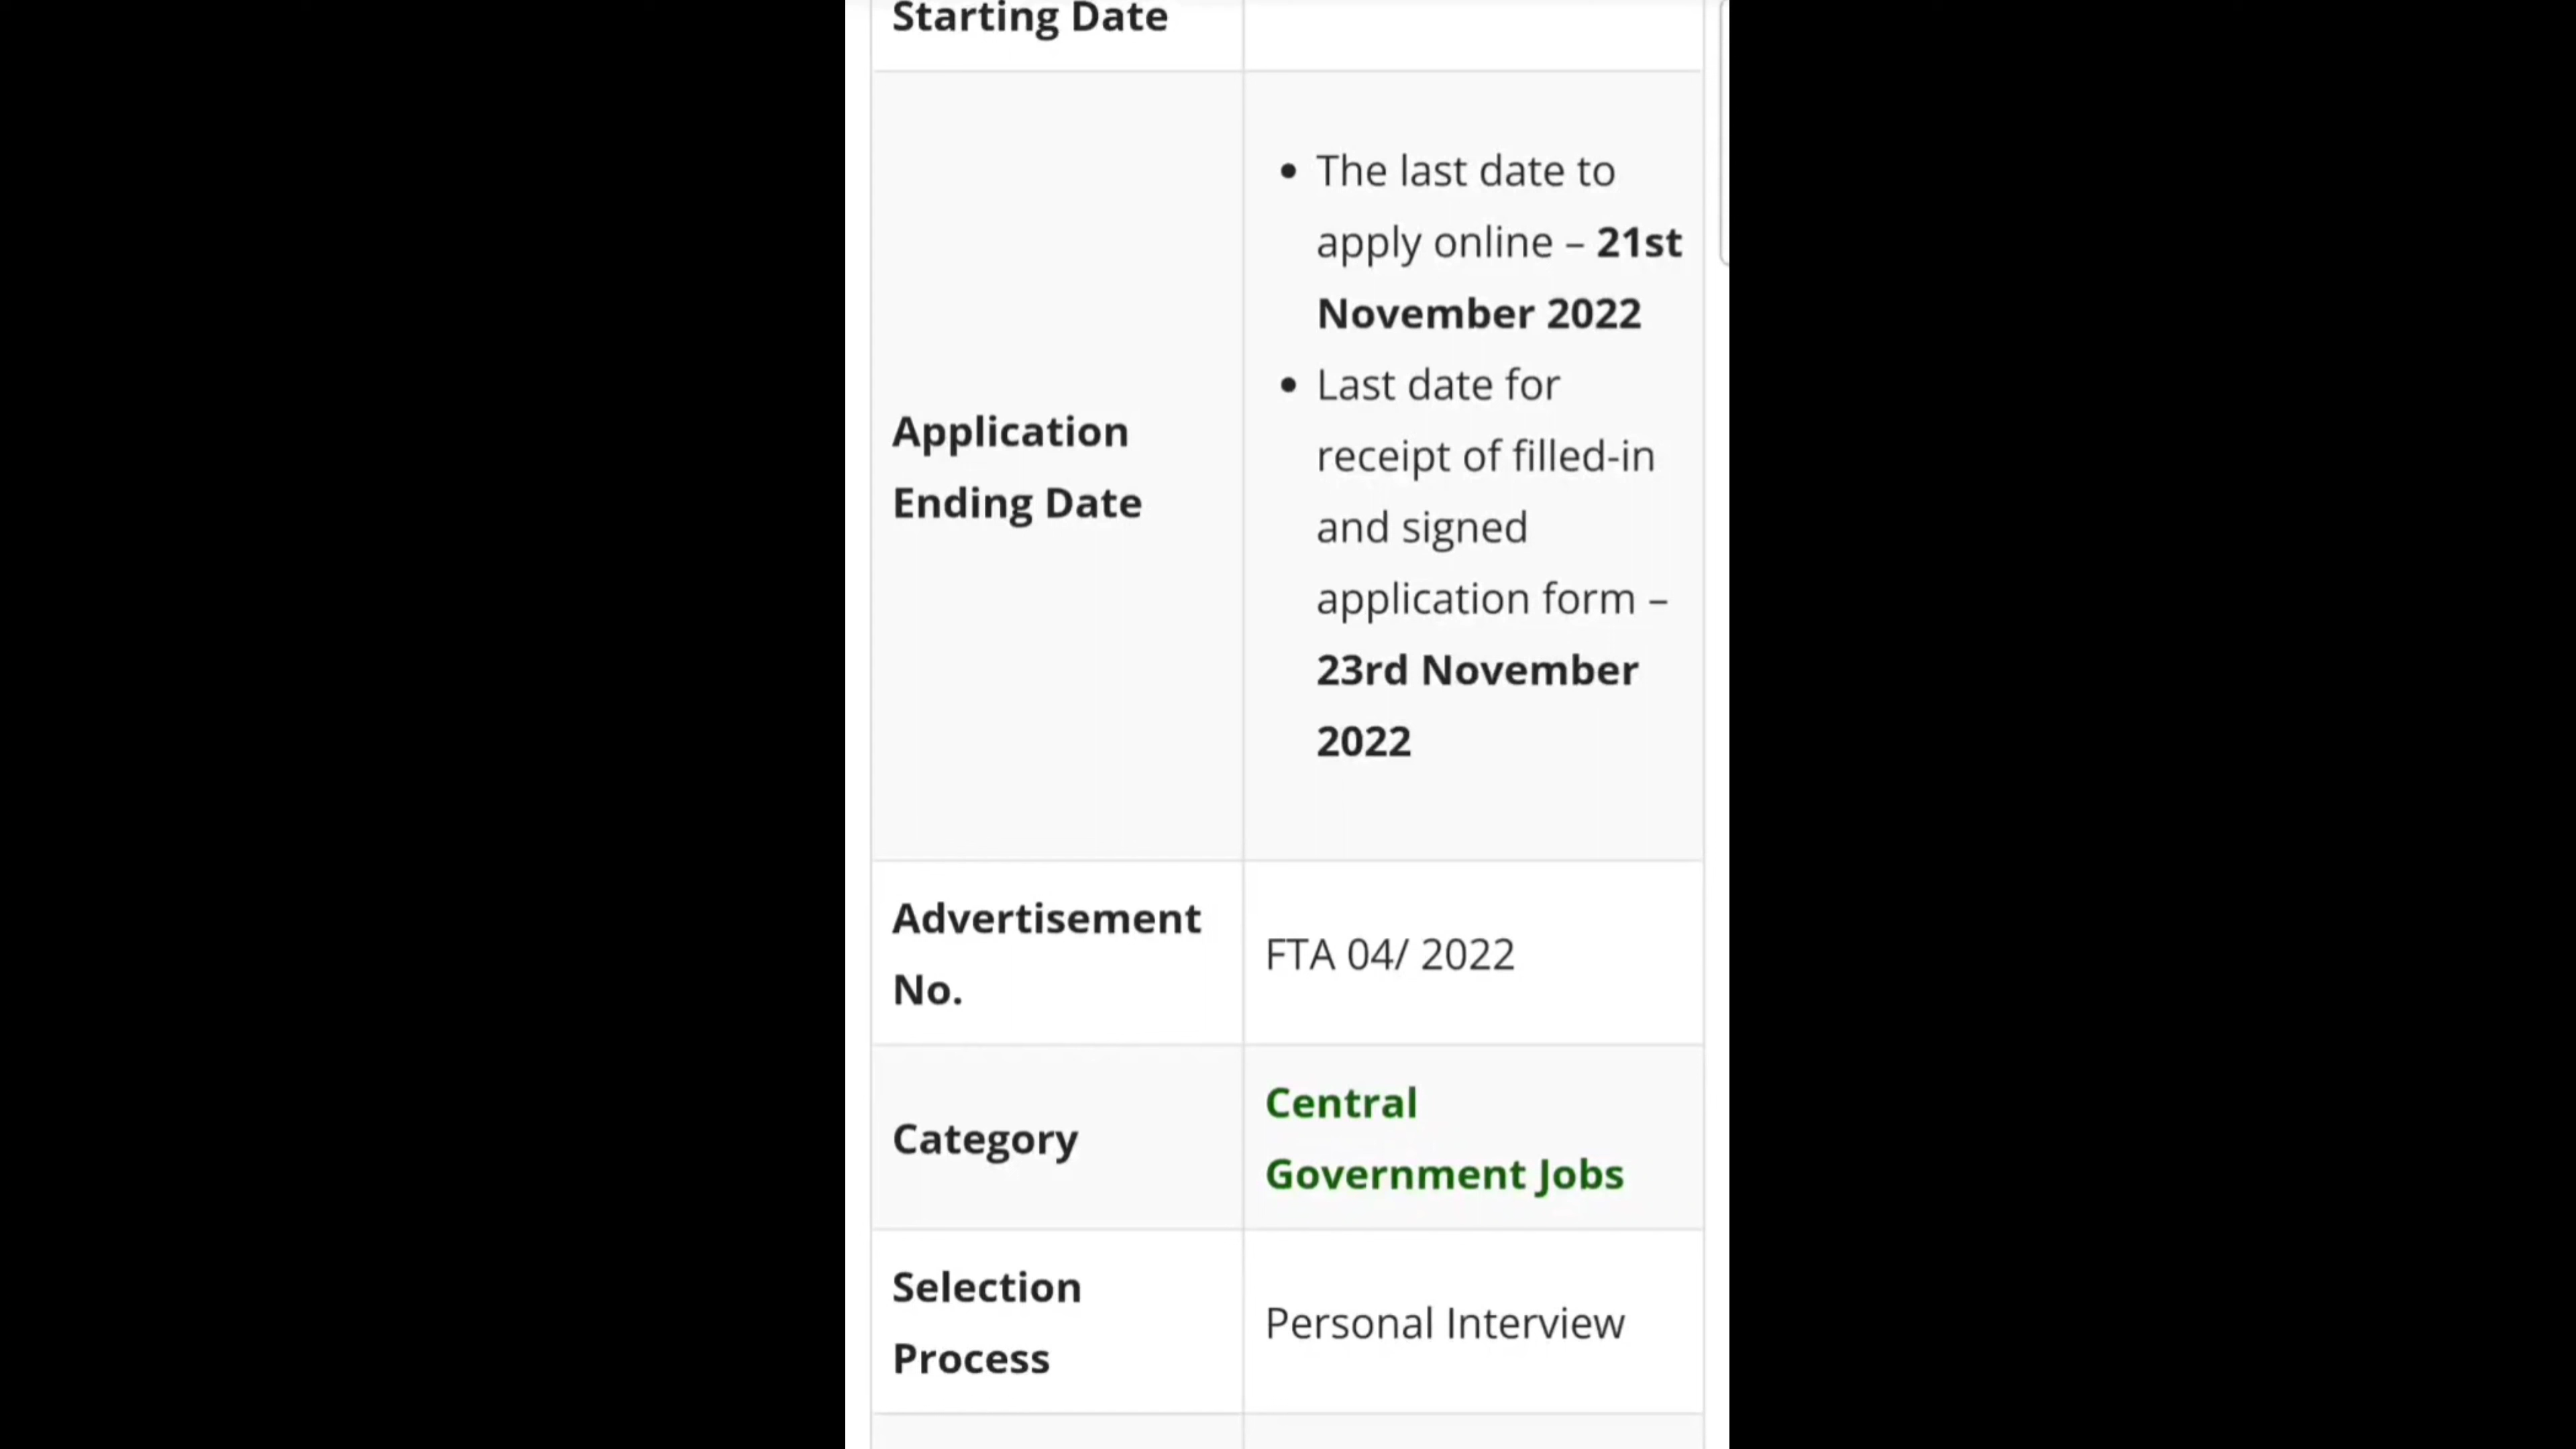 Starting Date
Application
Ending Date
• The last date to
apply online – 21st
November 2022
• Last date for
receipt of filled-in
and signed
application form –
23rd November
2022
Advertisement
No.
FTA 04/ 2022
Category
Central
Government Jobs
Selection
Process
Personal Interview